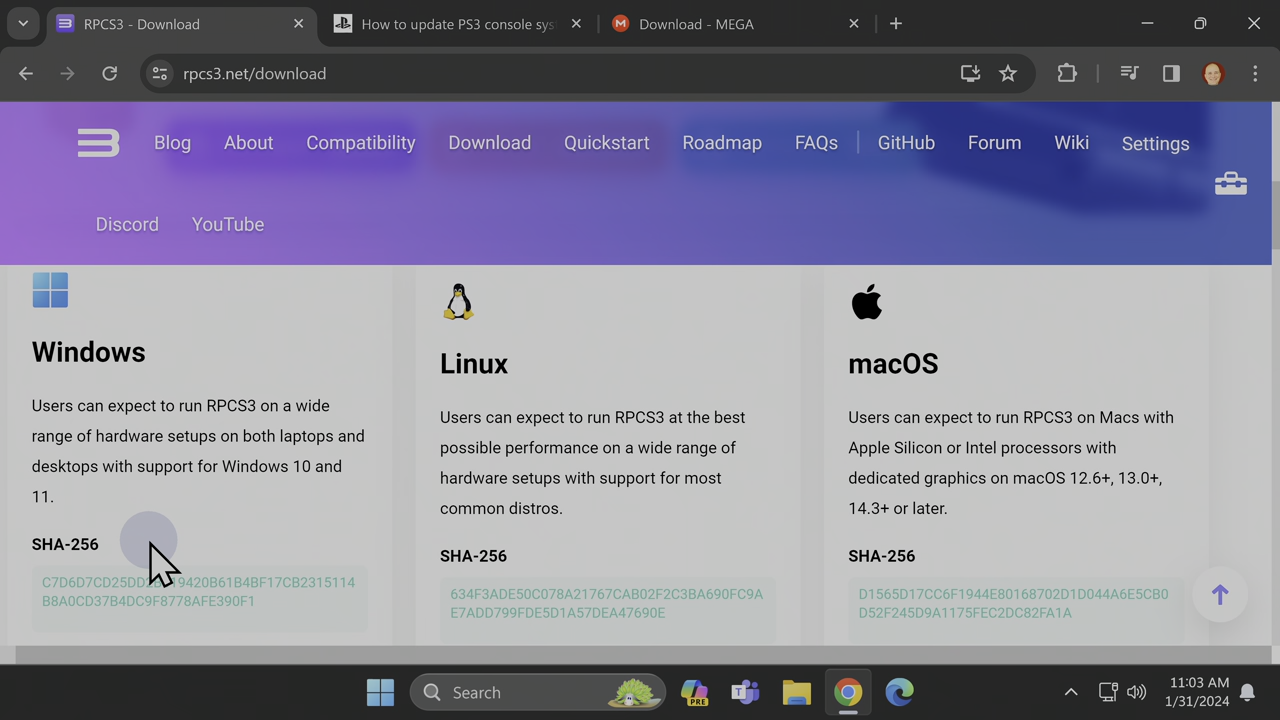 RPCS3 - Download
How to update PS3 console sys
Download - MEGA
rpcs3.net/download
Blog
About
Compatibility
Download
Quickstart
Roadmap
FAQs
GitHub
Forum
Wiki
Settings
Discord
YouTube
Windows
Users can expect to run RPCS3 on a wide
range of hardware setups on both laptops and
desktops with support for Windows 10 and
11.
SHA-256
B8A0CD37B4DC9F8778AFE390F1
Linux
Users can expect to run RPCS3 at the best
possible performance on a wide range of
hardware setups with support for most
common distros.
SHA-256
634F3ADE50C078A21767CAB02F2C3BA690FC9A
E7ADD799FDE5D1A57DEA47690E
macOS
Users can expect to run RPCS3 on Macs with
Apple Silicon or Intel processors with
dedicated graphics on macOS 12.6+, 13.0+,
14.3+ or later.
SHA-256
D1565D17CC6F1944E80168702D1D044A6E5CB0
D52F245D9A1175FEC2DC82FA1A
Search
PRE
11:03 AM
1/31/2024